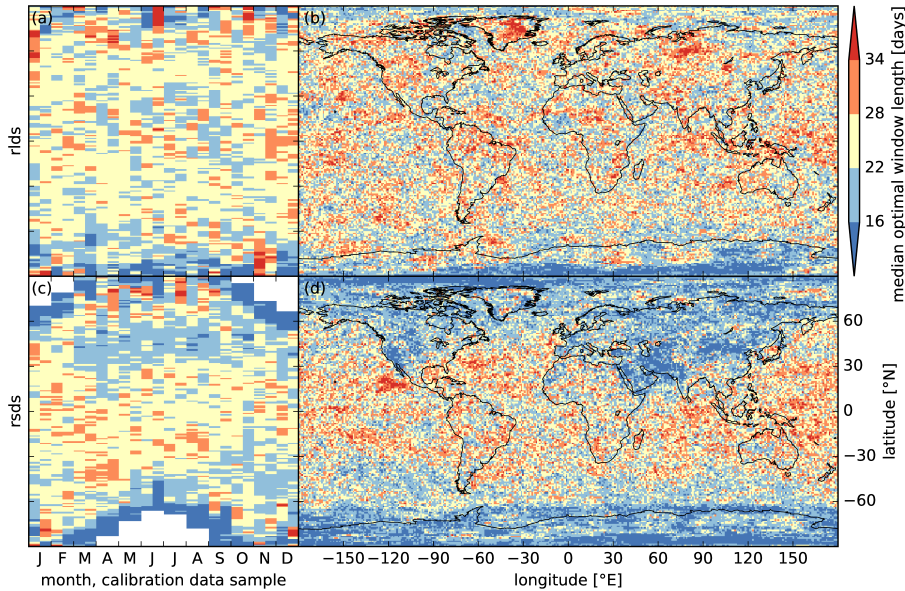 (a)
(b)
rlds
34
28
22
16
median optimal window length [days]
(c)
(d)
rsds
60
30
0
−30
−60
latitude [°N]
J F M A M J J A S O N D
month, calibration data sample
−150 −120 −90 −60 −30 0 30 60 90 120 150
longitude [°E]